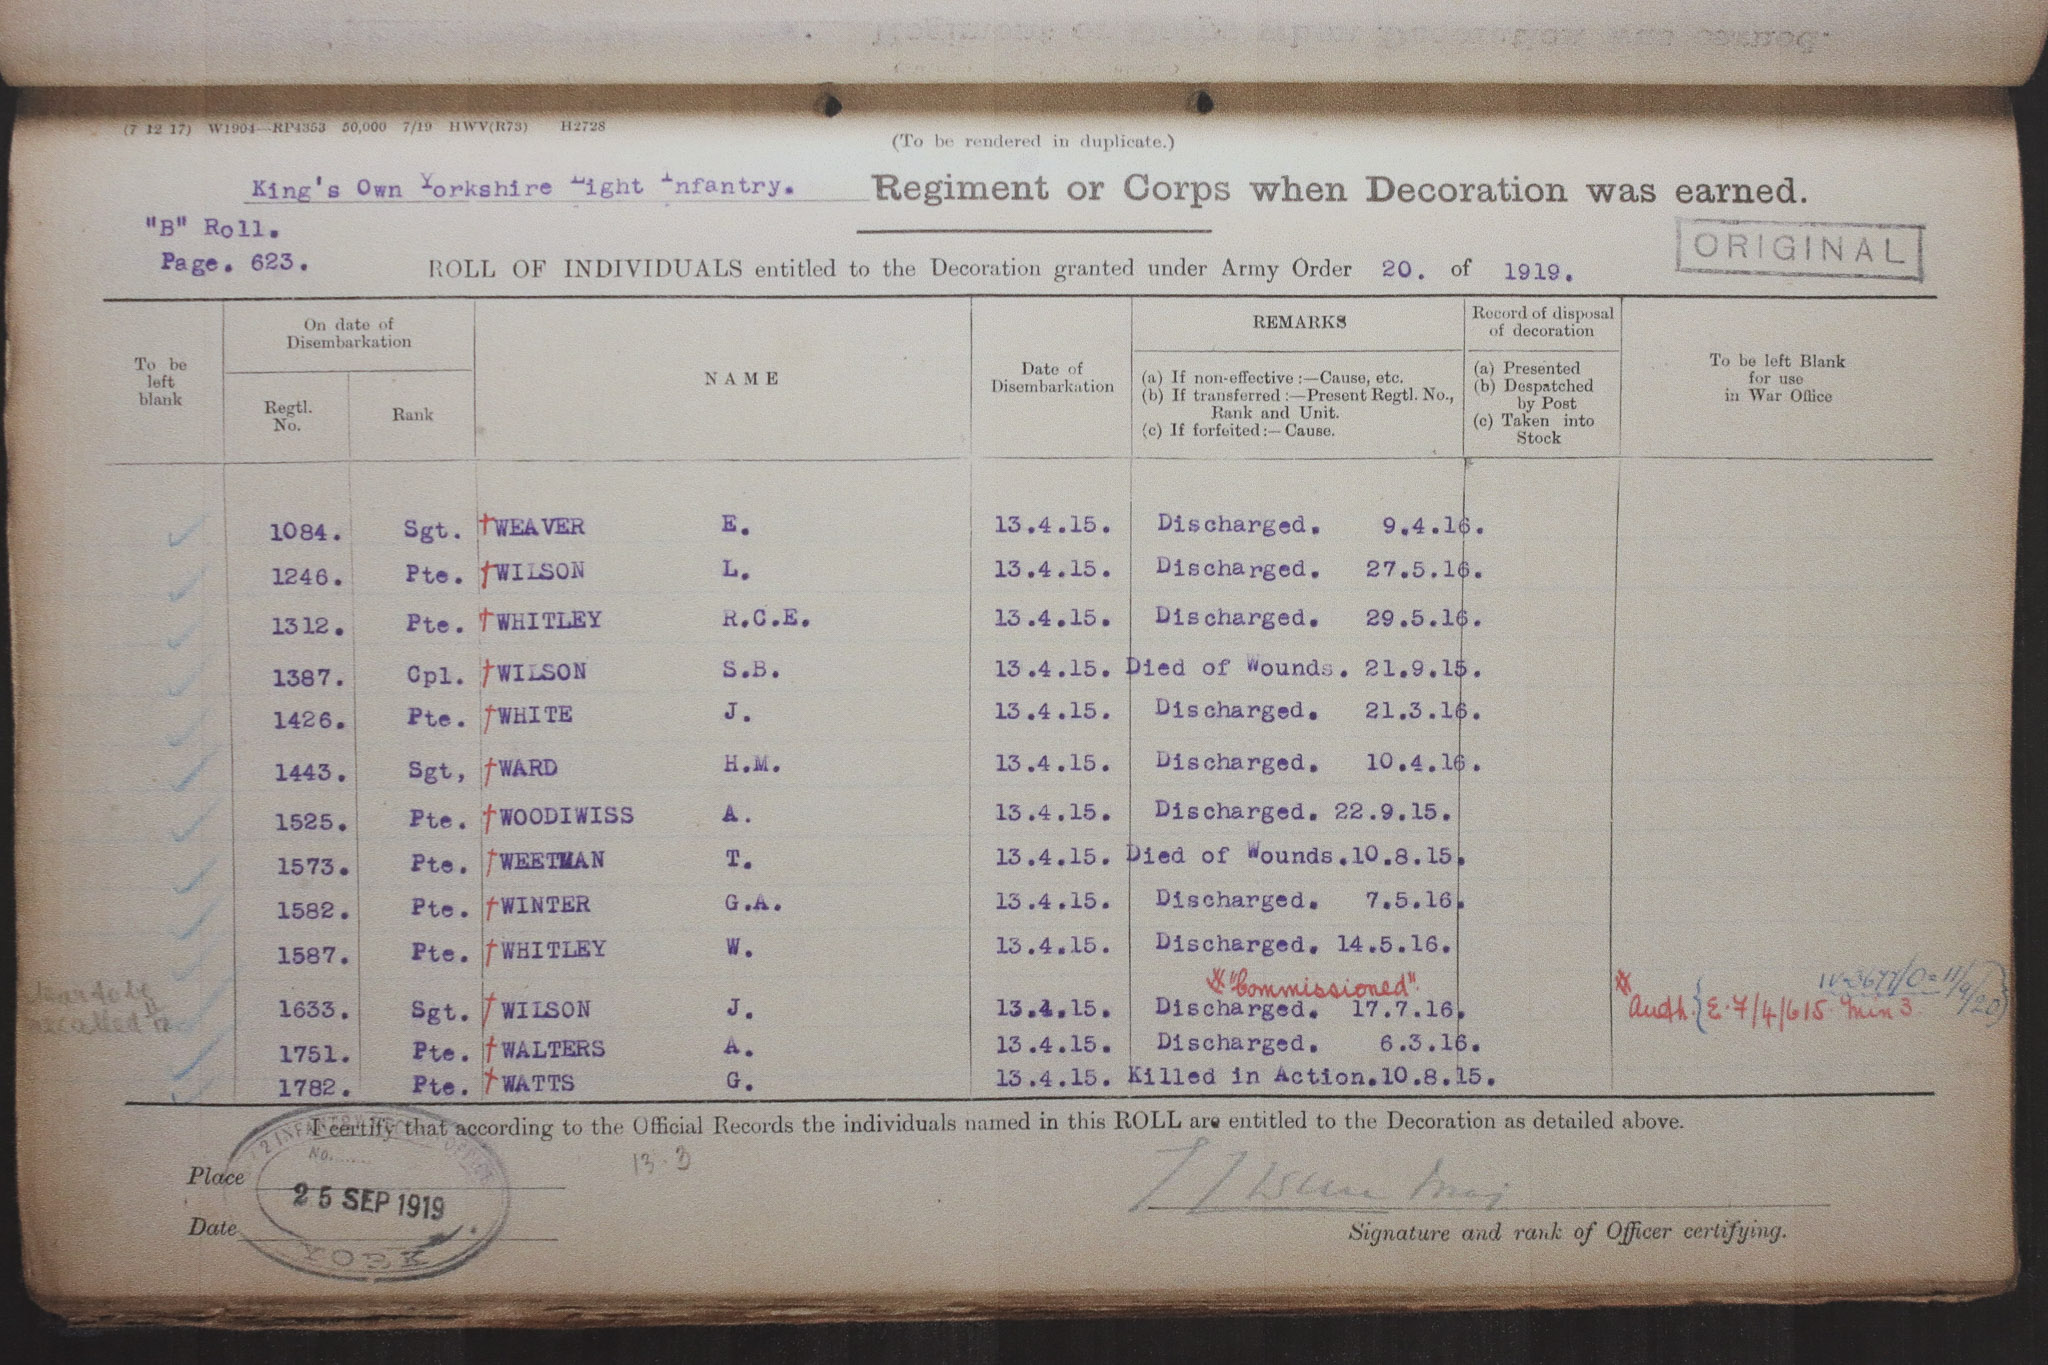 (7 12 17) W1904—RP4353 50,000 7/19 HWV(R73) H2728
(To be rendered in duplicate.)
King's Own Yorkshire Light Infantry. Regiment or Corps when Decoration was earned.
"B" Roll.
ORIGINAL
Page. 623.
ROLL OF INDIVIDUALS entitled to the Decoration granted under Army Order 20. of 1919.
To be left blank
On date of Disembarkation
Regtl. No.
Rank
NAME
Date of Disembarkation
REMARKS
(a) If non-effective :—Cause, etc.
(b) If transferred :—Present Regtl. No.,
Rank and Unit.
(c) If forfeited :—Cause.
Record of disposal of decoration
(a) Presented
(b) Despatched
by Post
(c) Taken into
Stock
To be left Blank
for use
in War Office
1084. Sgt. †WEAVER E. 13.4.15. Discharged. 9.4.16.
1246. Pte. †WILSON L. 13.4.15. Discharged. 27.5.16.
1312. Pte. †WHITLEY R.C.E. 13.4.15. Discharged. 29.5.16.
1387. Cpl. †WILSON S.B. 13.4.15. Died of Wounds. 21.9.15.
1426. Pte. †WHITE J. 13.4.15. Discharged. 21.3.16.
1443. Sgt, †WARD H.M. 13.4.15. Discharged. 10.4.16.
1525. Pte. †WOODIWISS A. 13.4.15. Discharged. 22.9.15.
1573. Pte. †WEETMAN T. 13.4.15. Died of Wounds.10.8.15.
1582. Pte. †WINTER G.A. 13.4.15. Discharged. 7.5.16.
1587. Pte. †WHITLEY W. 13.4.15. Discharged. 14.5.16.
"Commissioned".
1633. Sgt. †WILSON J. 13.4.15. Discharged. 17.7.16. Auth. E.7/4/615 Min 3.
1751. Pte. †WALTERS A. 13.4.15. Discharged. 6.3.16.
1782. Pte. †WATTS G. 13.4.15. Killed in Action.10.8.15.
I certify that according to the Official Records the individuals named in this ROLL are entitled to the Decoration as detailed above.
No.
13.3
Place
25 SEP 1919
Date
YORK
Signature and rank of Officer certifying.